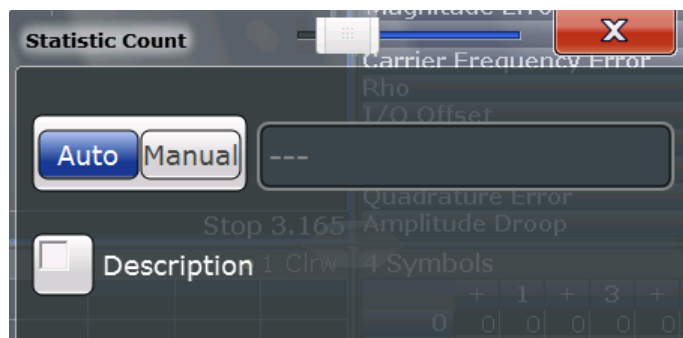 Magnitude Erro
Statistic Count
X
Carrier Frequency Error
Rho
I/Q Offset
Auto Manual ---
Quadrature Error
Stop 3.165 Amplitude Droop
Description 1 Clrw 4 Symbols
+ 1 + 3 +
0 0 0 0 0 0